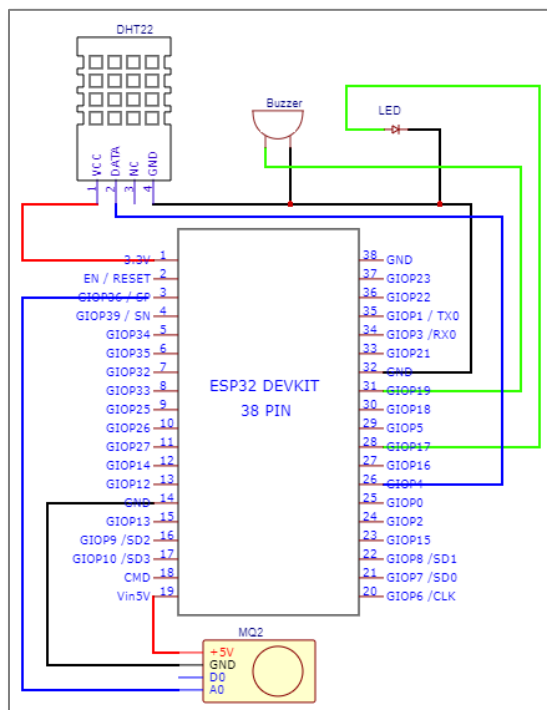 DHT22
VCC
DATA
NC
GND
1
2
3
4
Buzzer
LED
ESP32 DEVKIT
38 PIN
3.3V 1
EN / RESET 2
GIOP36 / SP 3
GIOP39 / SN 4
GIOP34 5
GIOP35 6
GIOP32 7
GIOP33 8
GIOP25 9
GIOP26 10
GIOP27 11
GIOP14 12
GIOP12 13
GND 14
GIOP13 15
GIOP9 /SD2 16
GIOP10 /SD3 17
CMD 18
Vin5V 19
38 GND
37 GIOP23
36 GIOP22
35 GIOP1 / TX0
34 GIOP3 /RX0
33 GIOP21
32 GND
31 GIOP19
30 GIOP18
29 GIOP5
28 GIOP17
27 GIOP16
26 GIOP4
25 GIOP0
24 GIOP2
23 GIOP15
22 GIOP8 /SD1
21 GIOP7 /SD0
20 GIOP6 /CLK
MQ2
+5V
GND
D0
A0